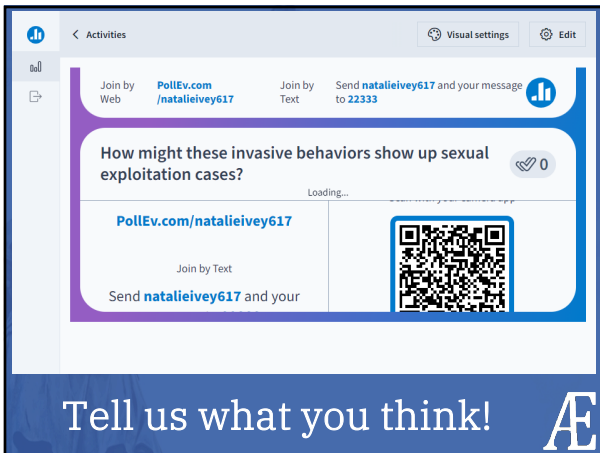 Activities
Visual settings
Edit
Join by
Web
PollEv.com
/natalieivey617
Join by
Text
Send natalieivey617 and your message
to 22333
How might these invasive behaviors show up sexual
exploitation cases?
0
Loading...
PollEv.com/natalieivey617
Join by Text
Send natalieivey617 and your
Tell us what you think!
Æ